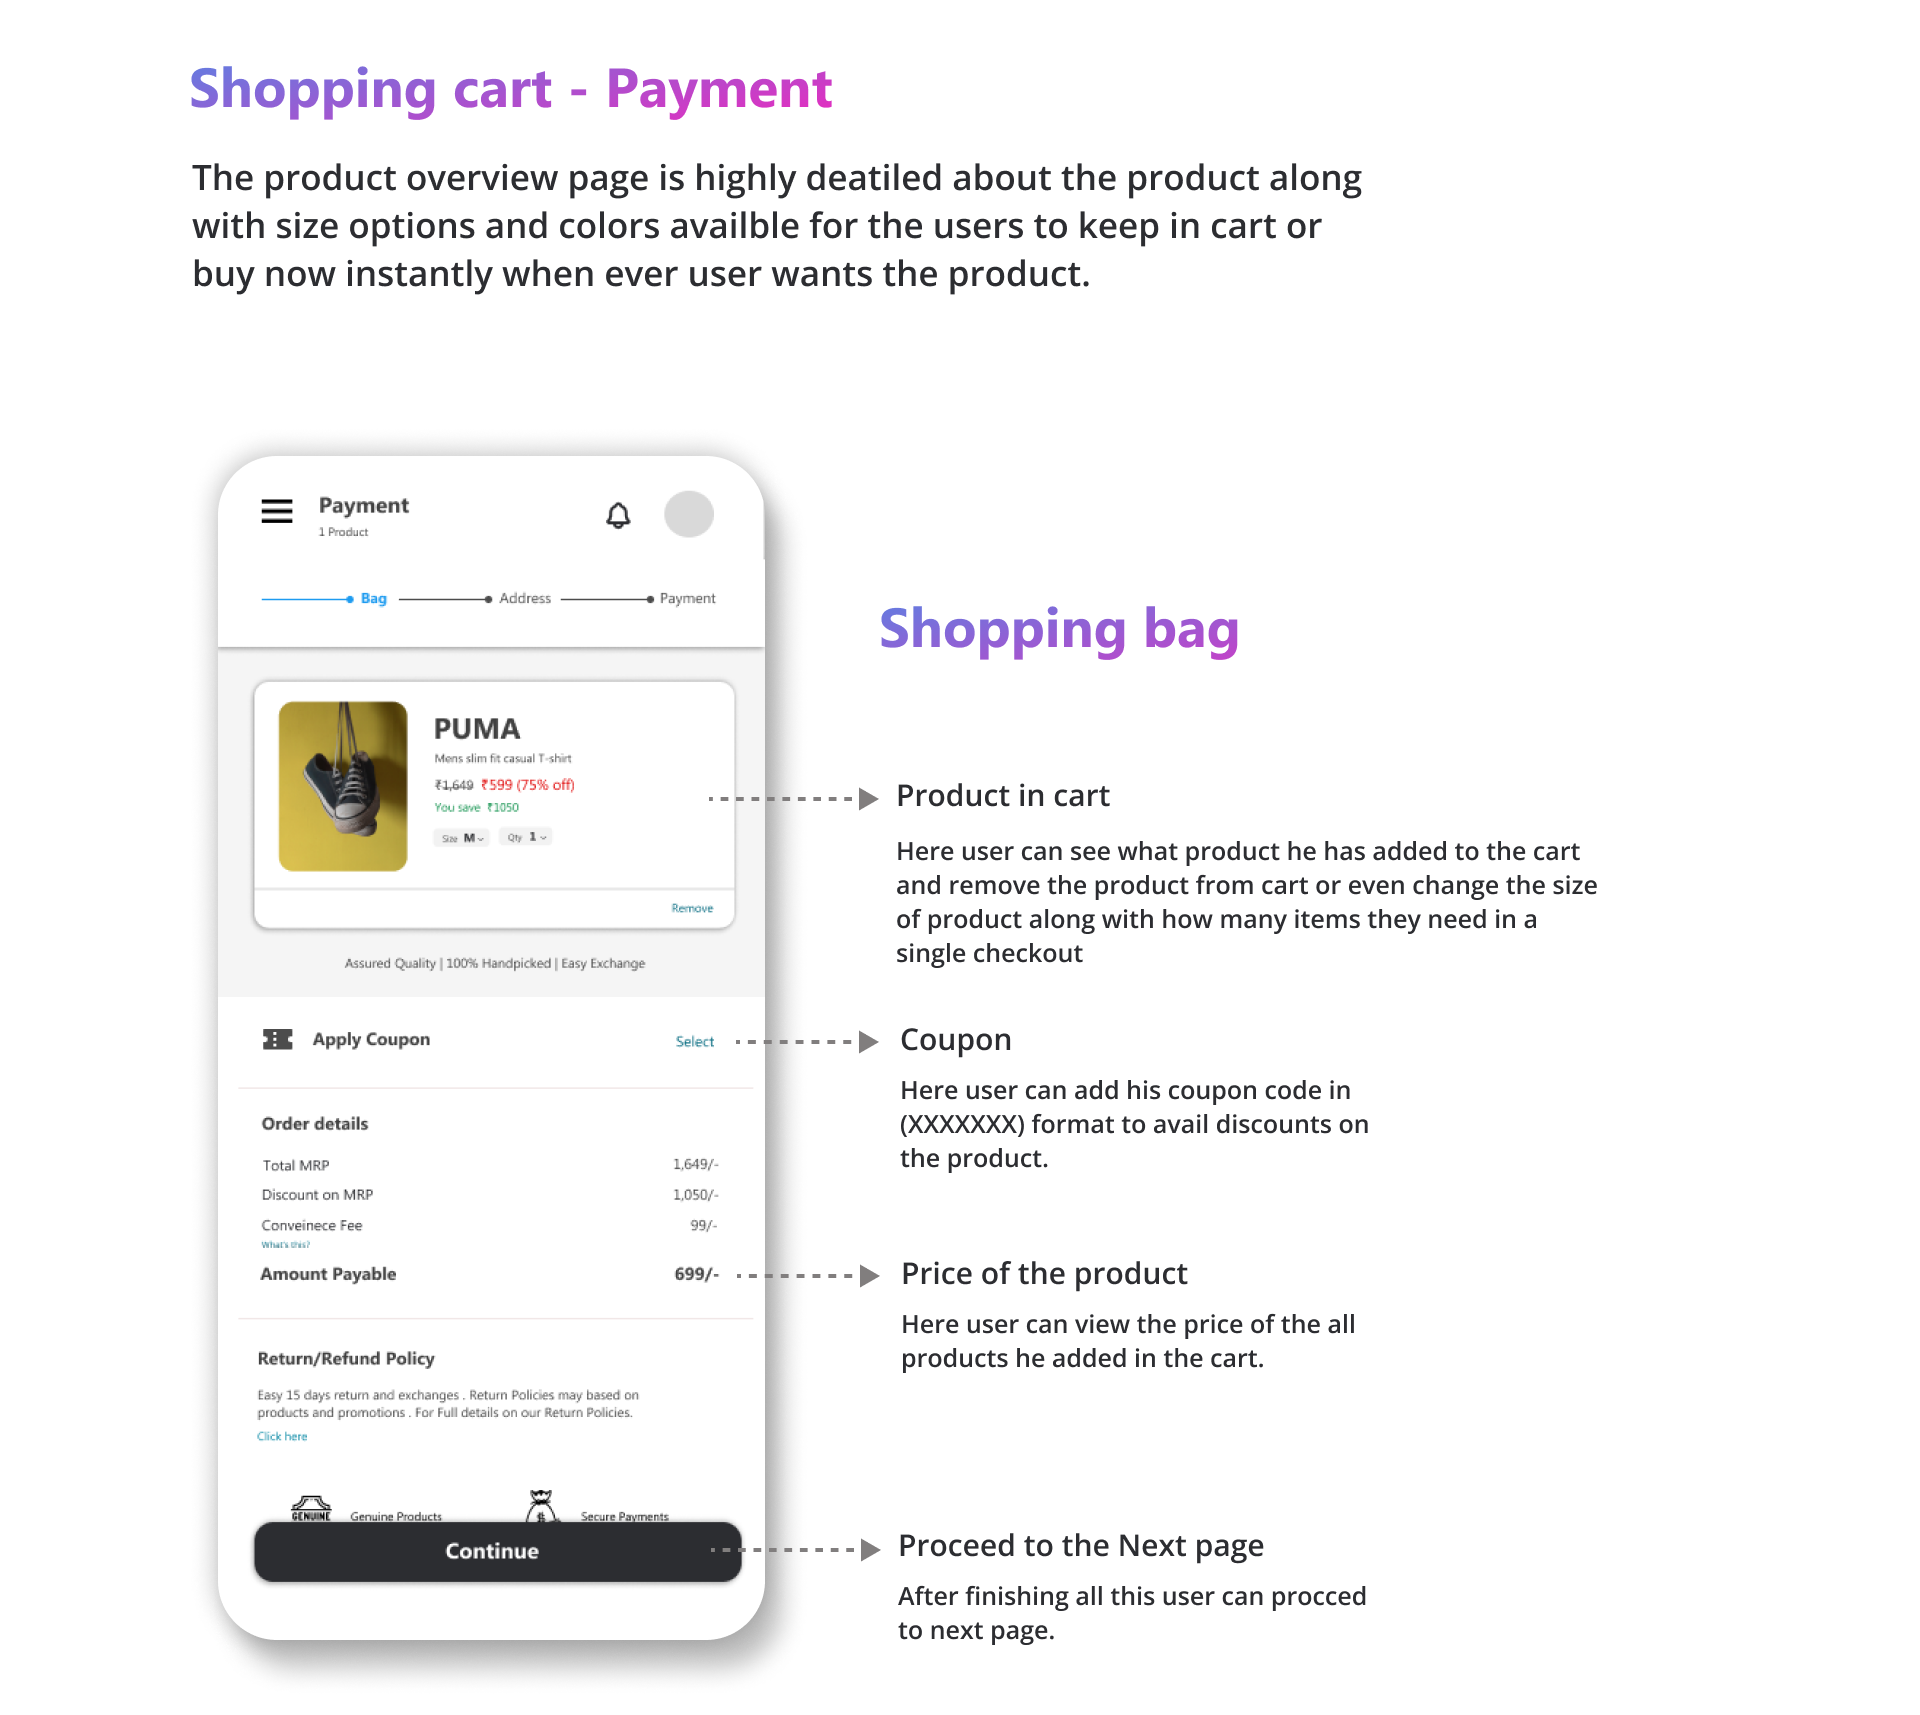 Shopping cart - Payment
The product overview page is highly deatiled about the product along
with size options and colors availble for the users to keep in cart or
buy now instantly when ever user wants the product.
Payment
1 Product
Bag
Address
Payment
Shopping bag
PUMA
Mens slim fit casual T-shirt
₹1,649 ₹599 (75% off)
You save ₹1050
Size M
Qty 1
Remove
Assured Quality | 100% Handpicked | Easy Exchange
Product in cart
Here user can see what product he has added to the cart
and remove the product from cart or even change the size
of product along with how many items they need in a
single checkout
Apply Coupon
Select
Coupon
Here user can add his coupon code in
(XXXXXXX) format to avail discounts on
the product.
Order details
Total MRP 1,649/-
Discount on MRP 1,050/-
Conveinece Fee 99/-
What's this?
Amount Payable 699/-
Price of the product
Here user can view the price of the all
products he added in the cart.
Return/Refund Policy
Easy 15 days return and exchanges . Return Policies may based on
products and promotions . For Full details on our Return Policies.
Click here
GENUINE
Genuine Products
$
Secure Payments
Continue
Proceed to the Next page
After finishing all this user can procced
to next page.